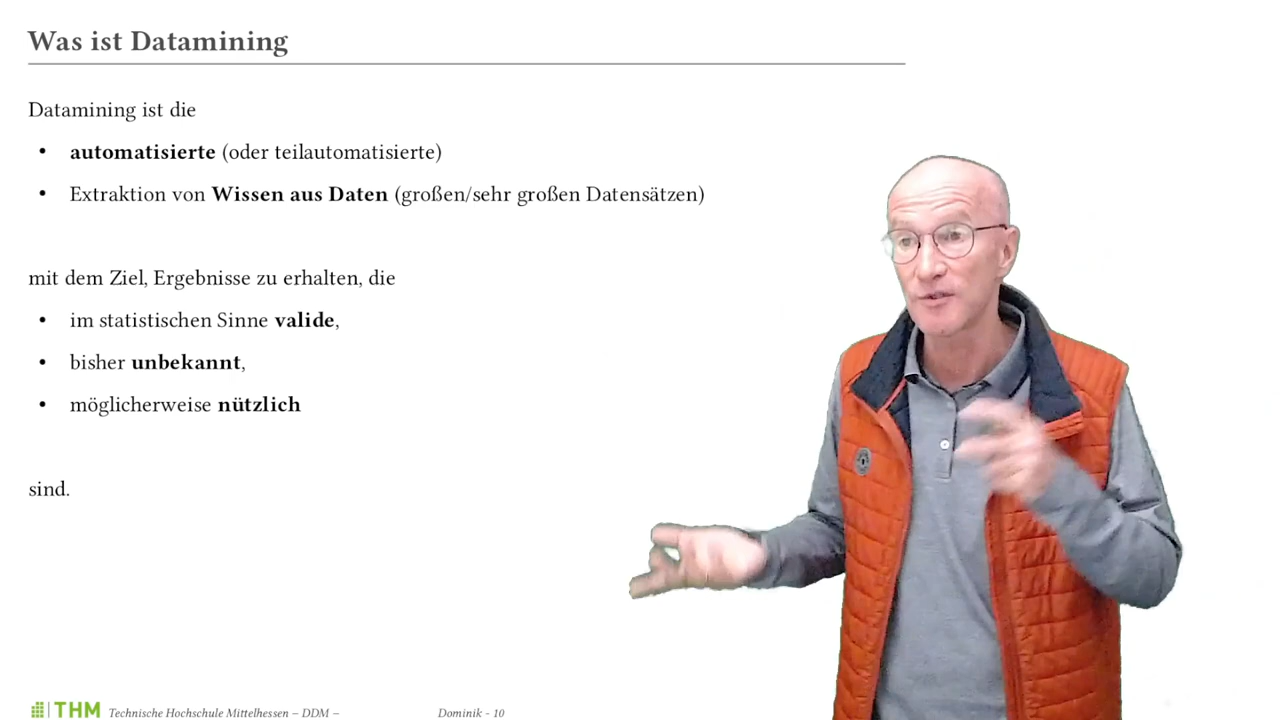 Was ist Datamining
Datamining ist die
• automatisierte (oder teilautomatisierte)
• Extraktion von Wissen aus Daten (großen/sehr großen Datensätzen)
mit dem Ziel, Ergebnisse zu erhalten, die
• im statistischen Sinne valide,
• bisher unbekannt,
• möglicherweise nützlich
sind.
THM Technische Hochschule Mittelhessen – DDM – Dominik - 10